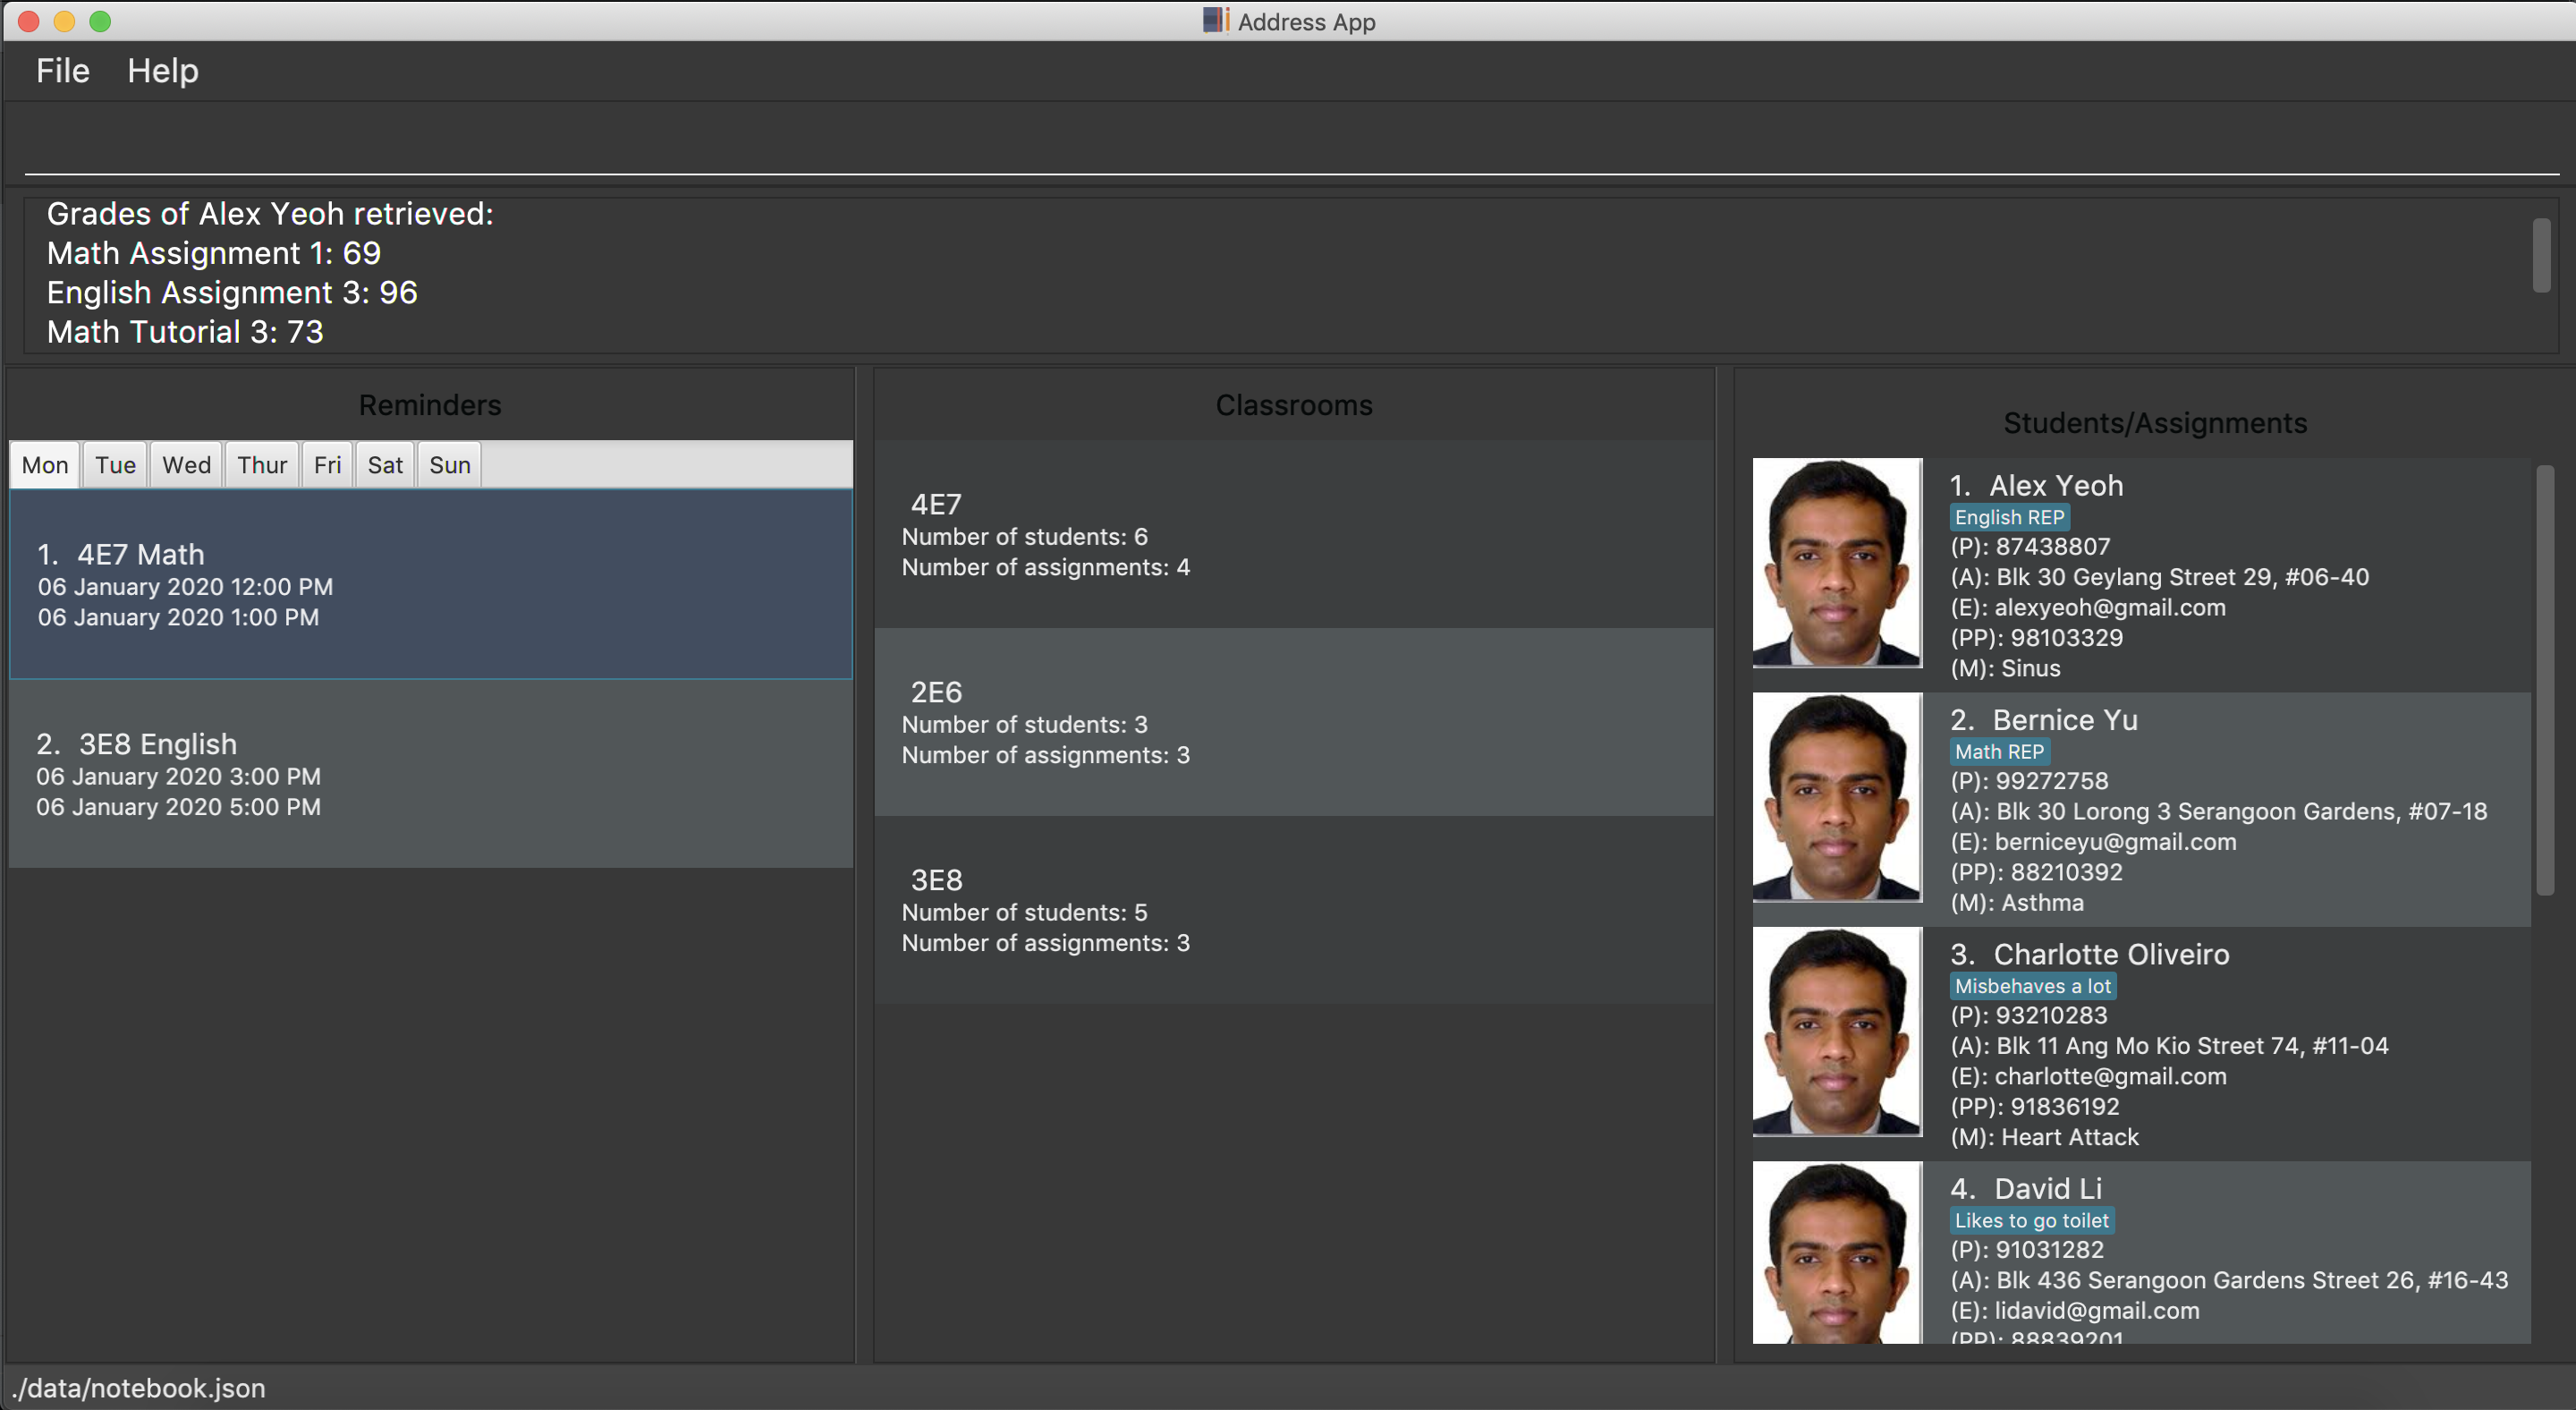 Address App
File Help
Grades of Alex Yeoh retrieved:
Math Assignment 1: 69
English Assignment 3: 96
Math Tutorial 3: 73
Reminders
Mon Tue Wed Thur Fri Sat Sun
1. 4E7 Math
06 January 2020 12:00 PM
06 January 2020 1:00 PM
2. 3E8 English
06 January 2020 3:00 PM
06 January 2020 5:00 PM
Classrooms
4E7
Number of students: 6
Number of assignments: 4
2E6
Number of students: 3
Number of assignments: 3
3E8
Number of students: 5
Number of assignments: 3
Students/Assignments
1. Alex Yeoh
English REP
(P): 87438807
(A): Blk 30 Geylang Street 29, #06-40
(E): alexyeoh@gmail.com
(PP): 98103329
(M): Sinus
2. Bernice Yu
Math REP
(P): 99272758
(A): Blk 30 Lorong 3 Serangoon Gardens, #07-18
(E): berniceyu@gmail.com
(PP): 88210392
(M): Asthma
3. Charlotte Oliveiro
Misbehaves a lot
(P): 93210283
(A): Blk 11 Ang Mo Kio Street 74, #11-04
(E): charlotte@gmail.com
(PP): 91836192
(M): Heart Attack
4. David Li
Likes to go toilet
(P): 91031282
(A): Blk 436 Serangoon Gardens Street 26, #16-43
(E): lidavid@gmail.com
(PP): 88839201
./data/notebook.json